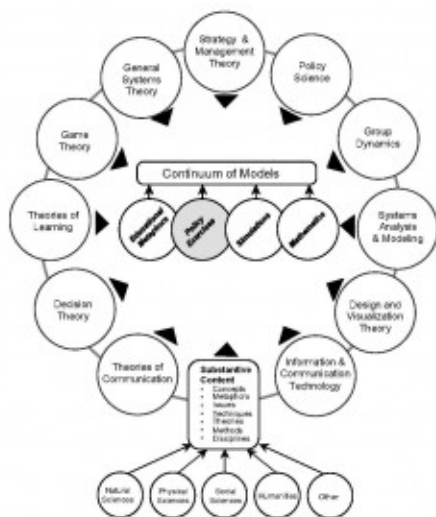 Strategy &
Management
Theory
General
Systems
Theory
Policy
Science
Game
Theory
Group
Dynamics
Continuum of Models
Theories of
Learning
Educational
Metaphors
Policy
Exercises
Simulations
Mathematics
Systems
Analysis
& Modeling
Decision
Theory
Design and
Visualization
Theory
Theories of
Communication
Substantive
Content
• Concepts
• Metaphors
• Issues
• Techniques
• Theories
• Methods
• Disciplines
Information &
Communication
Technology
Natural
Sciences
Physical
Sciences
Social
Sciences
Humanities
Other